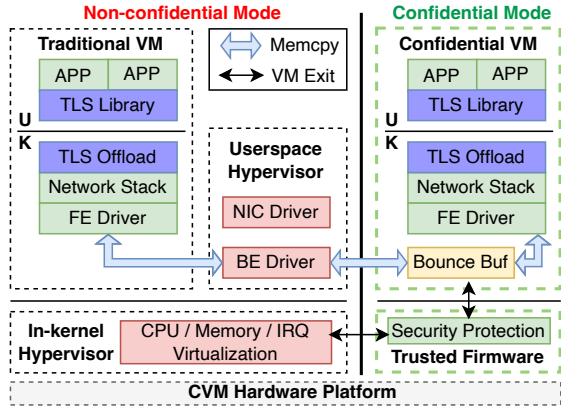 Non-confidential Mode
Confidential Mode
Traditional VM
APP APP
TLS Library
U
K
TLS Offload
Network Stack
FE Driver
Memcpy
VM Exit
Userspace
Hypervisor
NIC Driver
BE Driver
Confidential VM
APP APP
TLS Library
U
K
TLS Offload
Network Stack
FE Driver
Bounce Buf
In-kernel
Hypervisor
CPU / Memory / IRQ
Virtualization
Security Protection
Trusted Firmware
CVM Hardware Platform